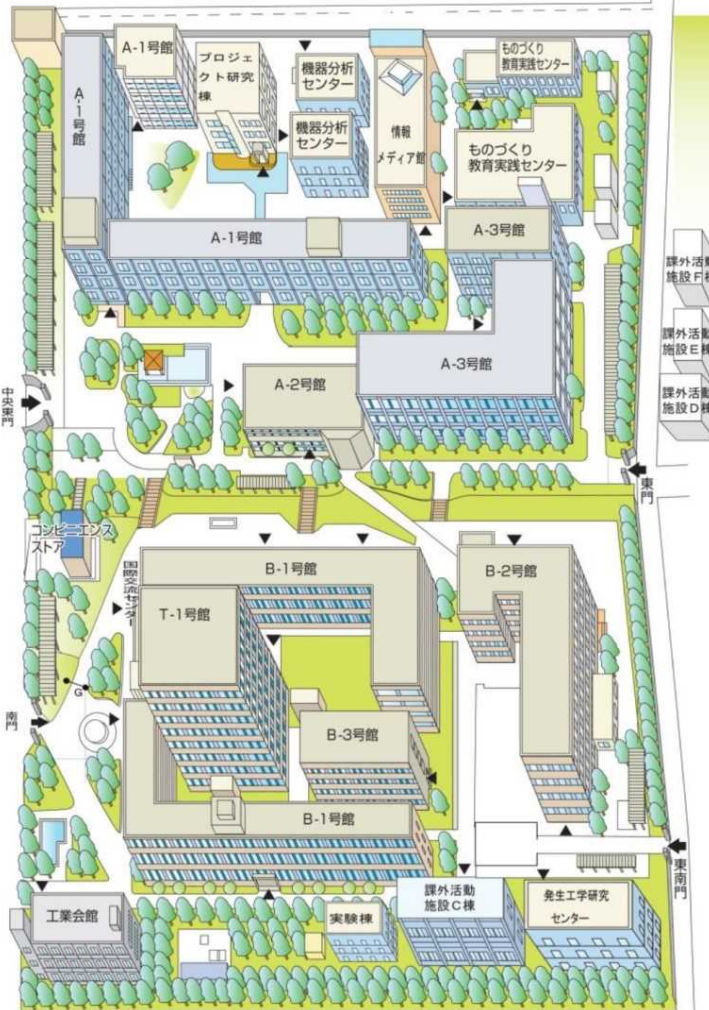 A-1号館
プロジェ
クト研究
棟
機器分析
センター
ものづくり
教育実践センター
A-1号館
機器分析
センター
情報
メディア館
ものづくり
教育実践センター
A-1号館
A-3号館
課外活動
施設F棟
課外活動
施設E棟
A-3号館
A-2号館
課外活動
施設D棟
中央東門
東門
コンビニエンス
ストア
国際交流センター
B-1号館
B-2号館
T-1号館
G
南門
B-3号館
B-1号館
東南門
工業会館
実験棟
課外活動
施設C棟
発生工学研究
センター